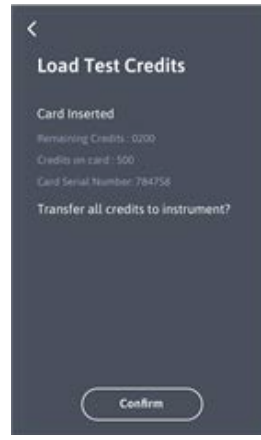 Load Test Credits
Card Inserted
Remaining Credits : 0200
Credits on card : 500
Card Serial Number: 784758
Transfer all credits to instrument?
Confirm